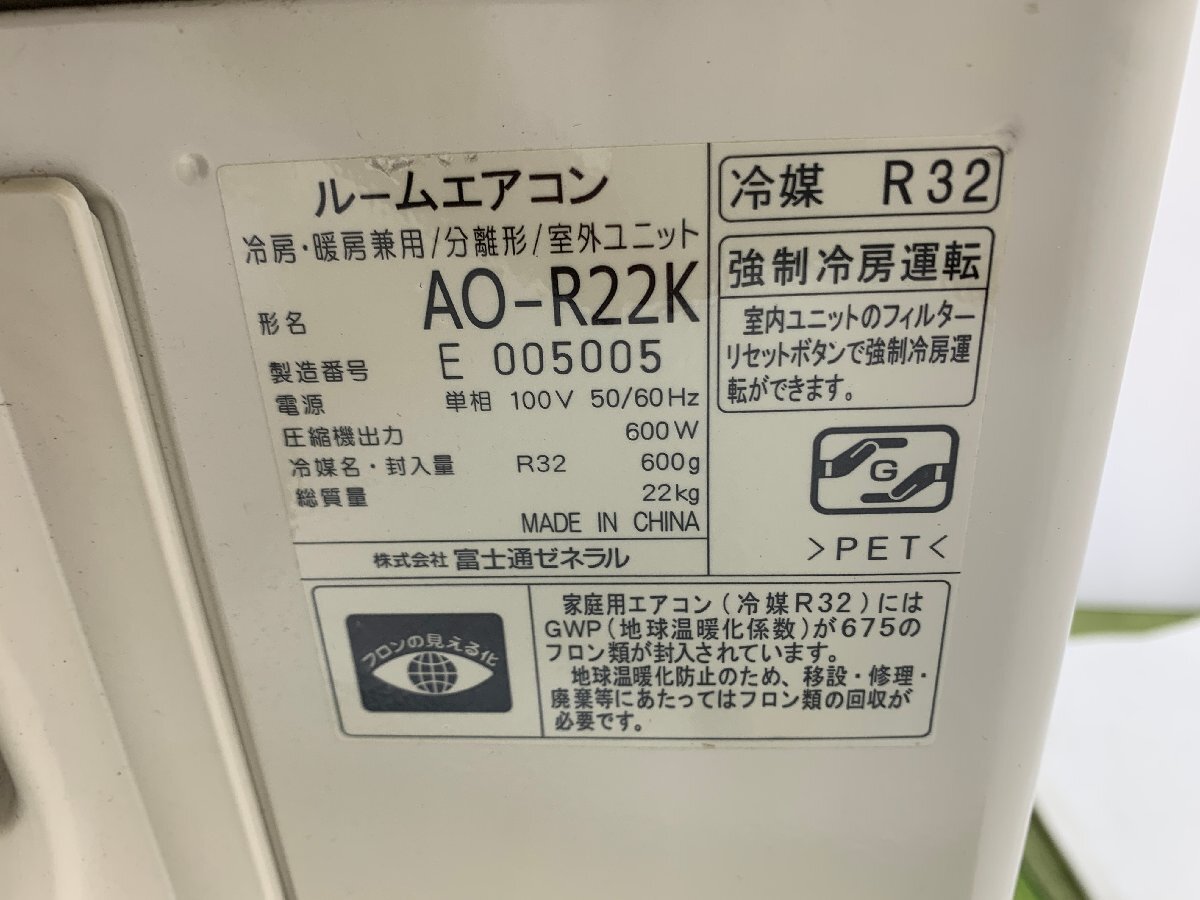 ルームエアコン
冷房・暖房兼用/分離形/室外ユニット
形名 AO-R22K
製造番号 E 005005
電源 単相 100V 50/60Hz
圧縮機出力 600W
冷媒名・封入量 R32 600g
総質量 22kg
MADE IN CHINA
株式会社 富士通ゼネラル
冷媒 R32
強制冷房運転
室内ユニットのフィルター
リセットボタンで強制冷房運
転ができます。
G
>PET<
フロンの見える化
家庭用エアコン(冷媒R32)には
GWP(地球温暖化係数)が675の
フロン類が封入されています。
地球温暖化防止のため、移設・修理・
廃棄等にあたってはフロン類の回収が
必要です。